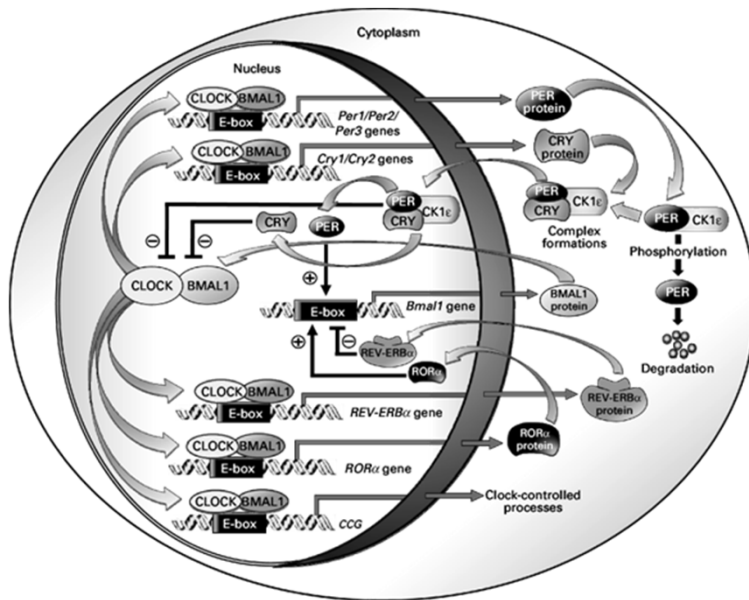 Cytoplasm
Nucleus
CLOCK BMAL1
E-box
Per1/Per2/
Per3 genes
PER
protein
CLOCK BMAL1
E-box
Cry1/Cry2 genes
CRY
protein
PER
CRY
CK1ε
CRY
PER
PER
CRY
CK1ε
Complex
formations
PER
CK1ε
Phosphorylation
CLOCK
BMAL1
E-box
Bmal1 gene
BMAL1
protein
PER
Degradation
REV-ERBα
RORα
CLOCK BMAL1
E-box
REV-ERBα gene
REV-ERBα
protein
CLOCK BMAL1
E-box
RORα gene
RORα
protein
CLOCK BMAL1
E-box
CCG
Clock-controlled
processes